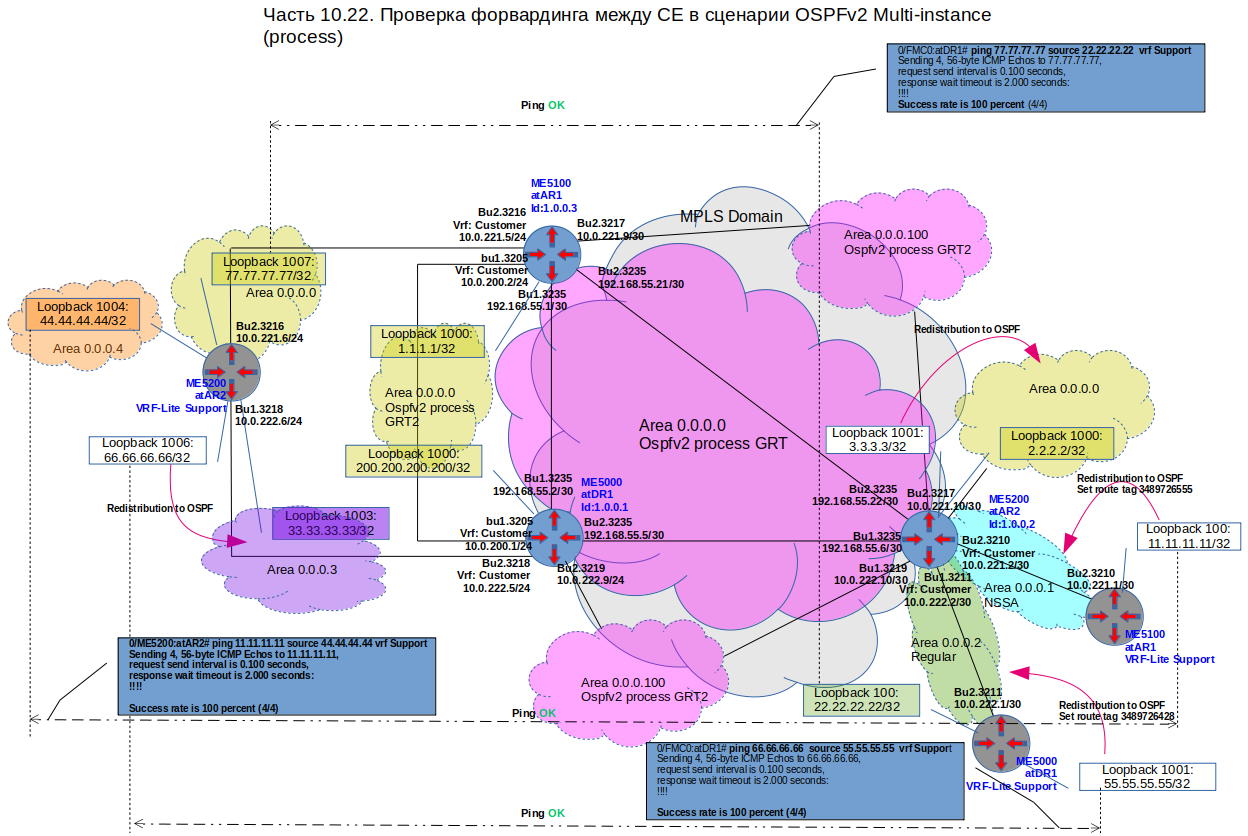 Часть 10.22. Проверка форвардинга между CE в сценарии OSPFv2 Multi-instance
(process)
0/FMC0:atDR1# ping 77.77.77.77 source 22.22.22.22 vrf Support
Sending 4, 56-byte ICMP Echos to 77.77.77.77,
request send interval is 0.100 seconds,
response wait timeout is 2.000 seconds:
!!!!
Success rate is 100 percent (4/4)
Ping OK
ME5100
atAR1
Id:1.0.0.3
Bu2.3216
Vrf: Customer
10.0.221.5/24
Bu2.3217
10.0.221.9/30
MPLS Domain
Area 0.0.0.100
Ospfv2 process GRT2
bu1.3205
Vrf: Customer
10.0.200.2/24
Bu2.3235
192.168.55.21/30
Bu1.3235
192.168.55.1/30
Loopback 1007:
77.77.77.77/32
Area 0.0.0.0
Loopback 1004:
44.44.44.44/32
Area 0.0.0.4
Bu2.3216
10.0.221.6/24
ME5200
atAR2
VRF-Lite Support
Bu1.3218
10.0.222.6/24
Loopback 1000:
1.1.1.1/32
Area 0.0.0.0
Ospfv2 process
GRT2
Loopback 1000:
200.200.200.200/32
Area 0.0.0.0
Ospfv2 process GRT
Redistribution to OSPF
Area 0.0.0.0
Loopback 1001:
3.3.3.3/32
Loopback 1000:
2.2.2.2/32
Loopback 1006:
66.66.66.66/32
Redistribution to OSPF
Loopback 1003:
33.33.33.33/32
Area 0.0.0.3
Bu1.3235
192.168.55.2/30
ME5000
atDR1
Id:1.0.0.1
bu1.3205
Vrf: Customer
10.0.200.1/24
Bu2.3235
192.168.55.5/30
Bu2.3218
Vrf: Customer
10.0.222.5/24
Bu2.3219
10.0.222.9/24
Bu2.3235
192.168.55.22/30
Bu2.3217
10.0.221.10/30
ME5200
atAR2
Id:1.0.0.2
Redistribution to OSPF
Set route tag 3489726555
Loopback 100:
11.11.11.11/32
Bu1.3235
192.168.55.6/30
Bu2.3210
Vrf: Customer
10.0.221.2/30
Bu1.3219
10.0.222.10/30
Bu1.3211
Vrf: Customer
10.0.222.2/30
Area 0.0.0.1
NSSA
Bu2.3210
10.0.221.1/30
ME5100
atAR1
VRF-Lite Support
Area 0.0.0.2
Regular
0/ME5200:atAR2# ping 11.11.11.11 source 44.44.44.44 vrf Support
Sending 4, 56-byte ICMP Echos to 11.11.11.11,
request send interval is 0.100 seconds,
response wait timeout is 2.000 seconds:
!!!!
Success rate is 100 percent (4/4)
Area 0.0.0.100
Ospfv2 process GRT2
Ping OK
Loopback 100:
22.22.22.22/32
Bu2.3211
10.0.222.1/30
Redistribution to OSPF
Set route tag 3489726428
0/FMC0:atDR1# ping 66.66.66.66 source 55.55.55.55 vrf Support
Sending 4, 56-byte ICMP Echos to 66.66.66.66,
request send interval is 0.100 seconds,
response wait timeout is 2.000 seconds:
!!!!
Success rate is 100 percent (4/4)
ME5000
atDR1
VRF-Lite Support
Loopback 1001:
55.55.55.55/32
Ping OK